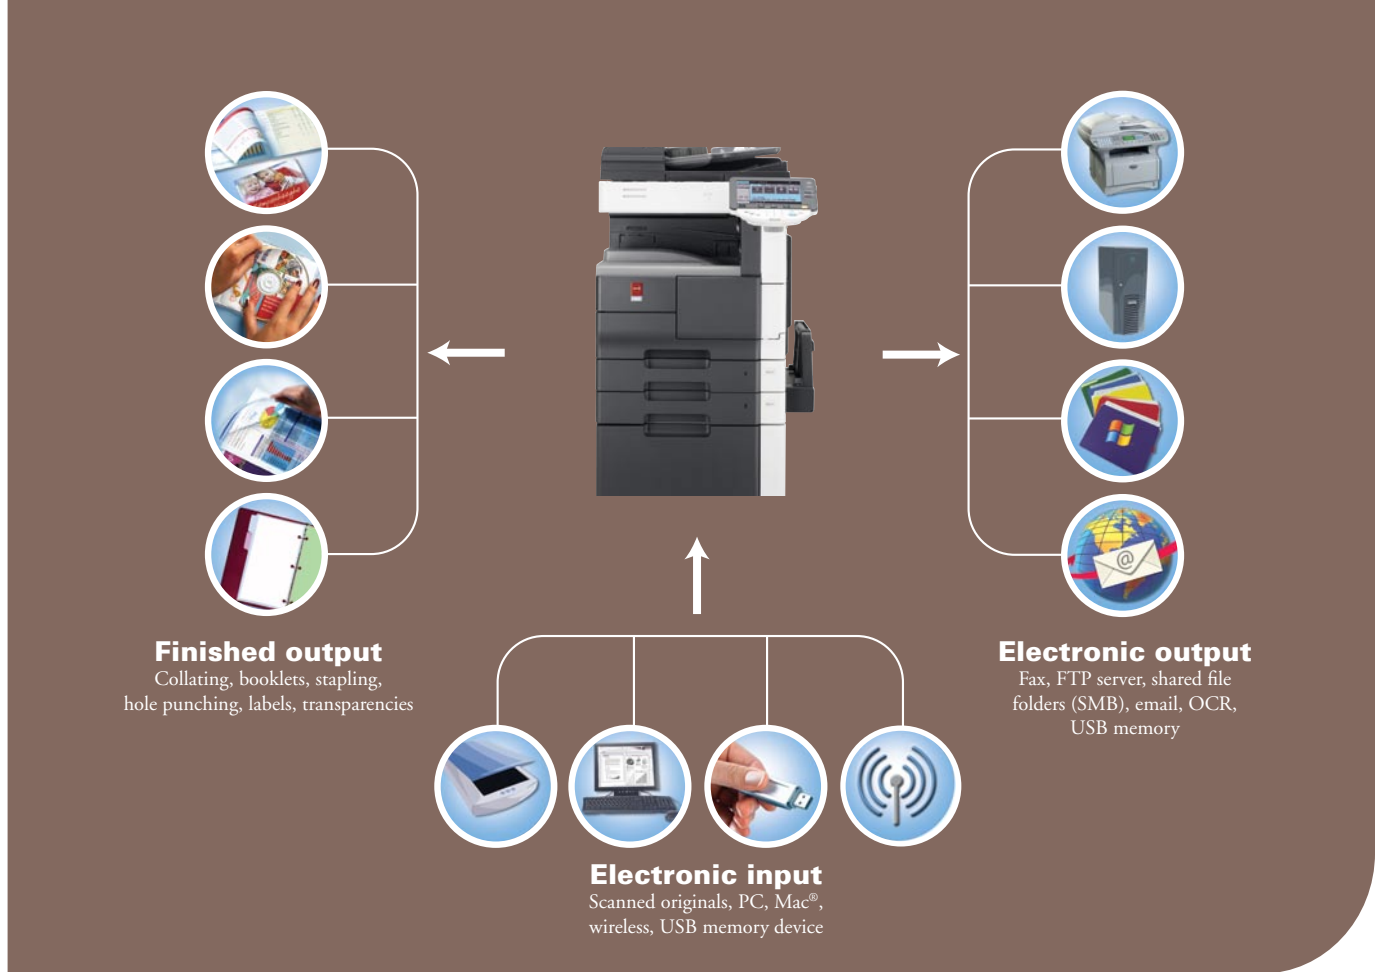 Finished output
Collating, booklets, stapling,
hole punching, labels, transparencies
Electronic output
Fax, FTP server, shared file
folders (SMB), email, OCR,
USB memory
@
Electronic input
Scanned originals, PC, Mac®,
wireless, USB memory device